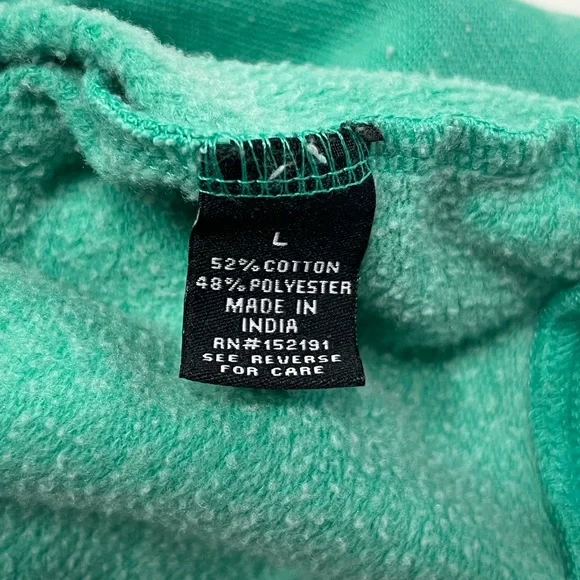 L
52% COTTON
48% POLYESTER
MADE IN
INDIA
RN#152191
SEE REVERSE
FOR CARE